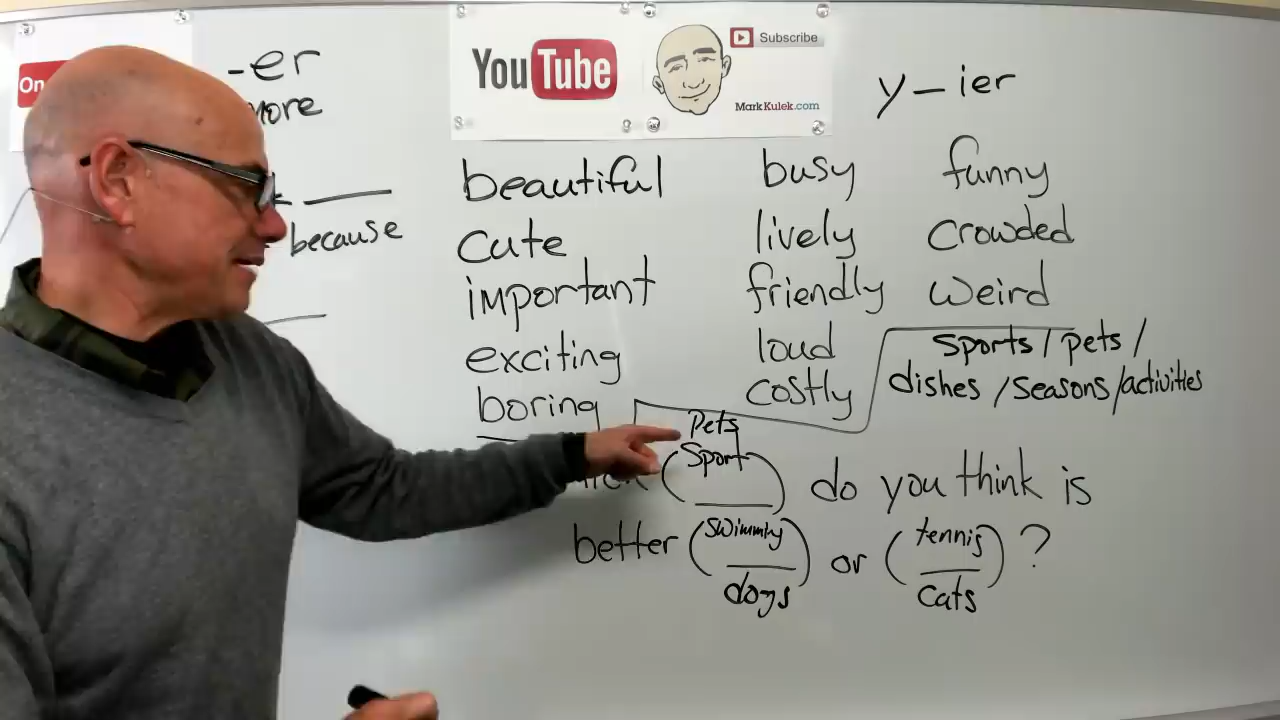 On
-er
more
because
YouTube
Subscribe
MarkKulek.com
y - ier
beautiful
cute
important
exciting
boring
busy
lively
friendly
loud
costly
funny
crowded
weird
sports / pets /
dishes / seasons / activities
Pets
Sport
do you think is
better (swimming) or (tennis) ?
dogs
cats